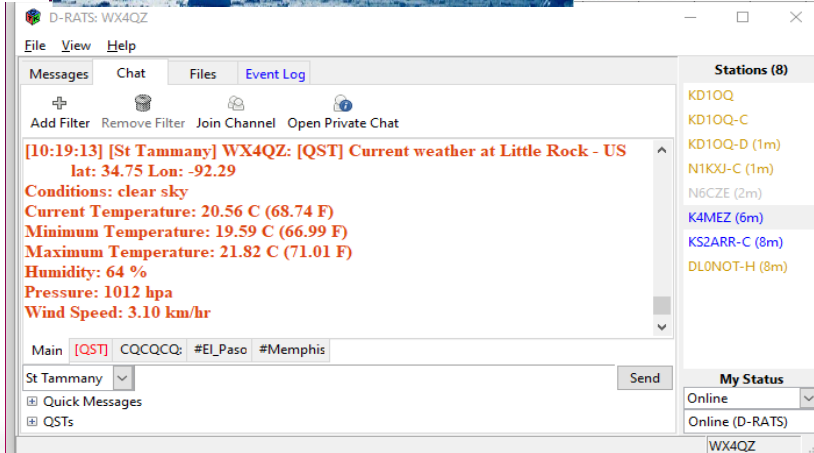 D-RATS: WX4QZ
File View Help
Messages Chat Files Event Log
Add Filter Remove Filter Join Channel Open Private Chat
[10:19:13] [St Tammany] WX4QZ: [QST] Current weather at Little Rock - US
lat: 34.75 Lon: -92.29
Conditions: clear sky
Current Temperature: 20.56 C (68.74 F)
Minimum Temperature: 19.59 C (66.99 F)
Maximum Temperature: 21.82 C (71.01 F)
Humidity: 64 %
Pressure: 1012 hpa
Wind Speed: 3.10 km/hr
Main [QST] CQCQCQ: #El_Paso #Memphis
St Tammany Send
Quick Messages
QSTs
Stations (8)
KD1OQ
KD1OQ-C
KD1OQ-D (1m)
N1KXJ-C (1m)
N6CZE (2m)
K4MEZ (6m)
KS2ARR-C (8m)
DL0NOT-H (8m)
My Status
Online
Online (D-RATS)
WX4QZ